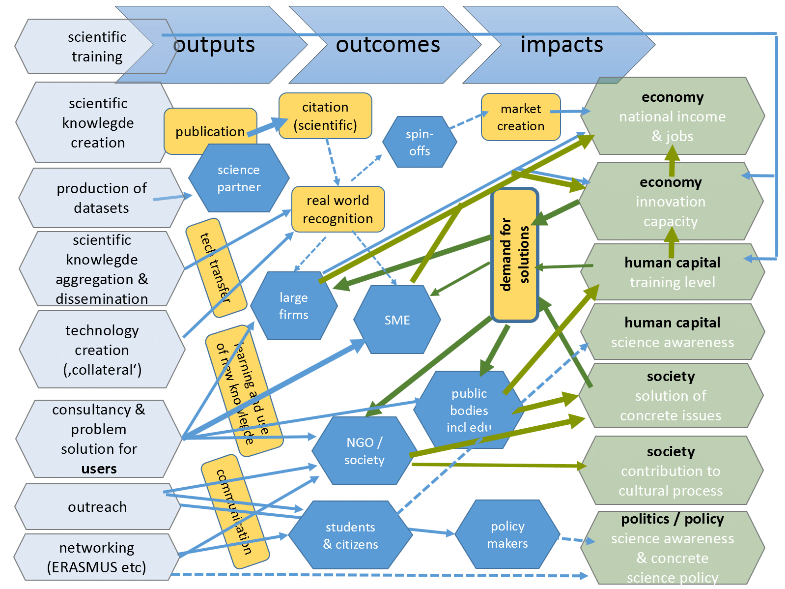 outputs
outcomes
impacts
scientific
training
scientific
knowlegde
creation
production of
datasets
scientific
knowlegde
aggregation &
dissemination
technology
creation
(‚collateral‘)
consultancy &
problem
solution for
users
outreach
networking
(ERASMUS etc)
publication
citation
(scientific)
science
partner
spin-
offs
market
creation
real world
recognition
tech transfer
large
firms
SME
demand for
solutions
learning and use
of new knowlegde
public
bodies
incl edu
NGO /
society
communication
students
& citizens
policy
makers
economy
national income
& jobs
economy
innovation
capacity
human capital
training level
human capital
science awareness
society
solution of
concrete issues
society
contribution to
cultural process
politics / policy
science awareness
& concrete
science policy